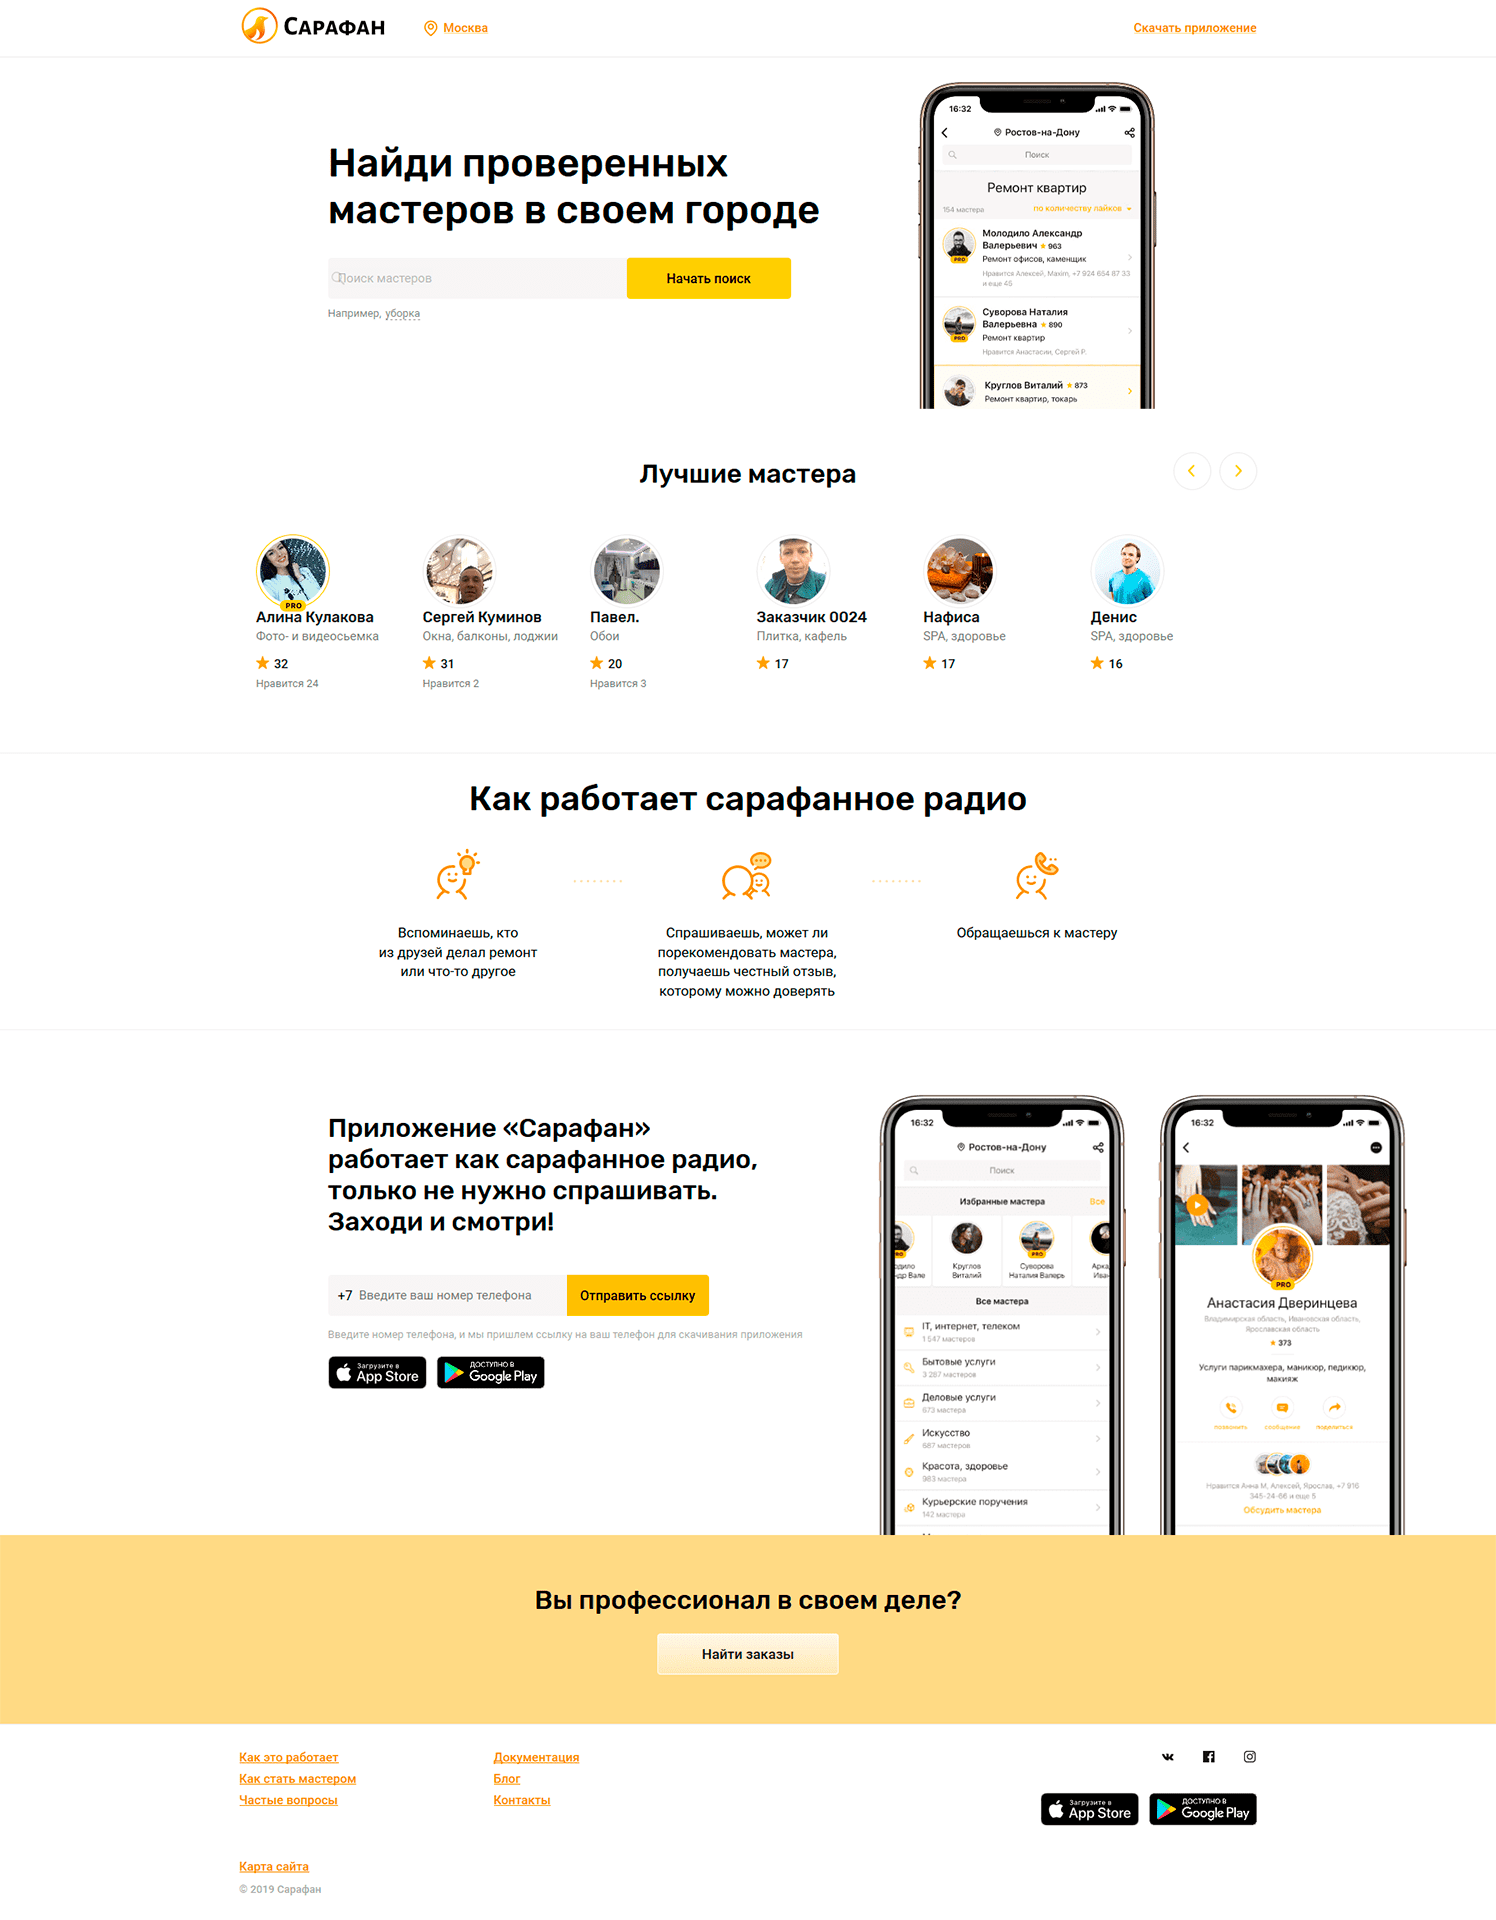 САРАФАН
Москва
Скачать приложение
Найди проверенных
мастеров в своем городе
Поиск мастеров
Начать поиск
Например, уборка
16:32
Ростов-на-Дону
Поиск
Ремонт квартир
154 мастера
по количеству лайков
Молодило Александр
Валерьевич 963
PRO
Ремонт офисов, каменщик
Нравится Алексей, Maxim, +7 924 654 87 33
и еще 45
Суворова Наталия
Валерьевна 890
PRO
Ремонт квартир
Нравится Анастасии, Сергей Р.
Круглов Виталий 873
Ремонт квартир, токарь
Лучшие мастера
PRO
Алина Кулакова
Фото- и видеосьемка
32
Нравится 24
Сергей Куминов
Окна, балконы, лоджии
31
Нравится 2
Павел.
Обои
20
Нравится 3
Заказчик 0024
Плитка, кафель
17
Нафиса
SPA, здоровье
17
Денис
SPA, здоровье
16
Как работает сарафанное радио
Вспоминаешь, кто
из друзей делал ремонт
или что-то другое
Спрашиваешь, может ли
порекомендовать мастера,
получаешь честный отзыв,
которому можно доверять
Обращаешься к мастеру
Приложение «Сарафан»
работает как сарафанное радио,
только не нужно спрашивать.
Заходи и смотри!
+7 Введите ваш номер телефона
Отправить ссылку
Введите номер телефона, и мы пришлем ссылку на ваш телефон для скачивания приложения
Загрузите в
App Store
ДОСТУПНО В
Google Play
16:32
Ростов-на-Дону
Поиск
Избранные мастера
Все
Круглов
Виталий
PRO
Суворова
Наталия Валерь
Все мастера
IT, интернет, телеком
1 547 мастеров
Бытовые услуги
3 267 мастеров
Деловые услуги
673 мастера
Искусство
687 мастеров
Красота, здоровье
983 мастера
Курьерские поручения
142 мастера
16:32
PRO
Анастасия Дверинцева
Владимирская область, Ивановская область,
Ярославская область
373
Услуги парикмахера, маникюр, педикюр,
макияж
позвонить
сообщение
поделиться
Нравится Анна М, Алексей, Ярослав, +7 916
345-24-66 и еще 5
Обсудить мастера
Вы профессионал в своем деле?
Найти заказы
Как это работает
Как стать мастером
Частые вопросы
Документация
Блог
Контакты
Загрузите в
App Store
ДОСТУПНО В
Google Play
Карта сайта
© 2019 Сарафан